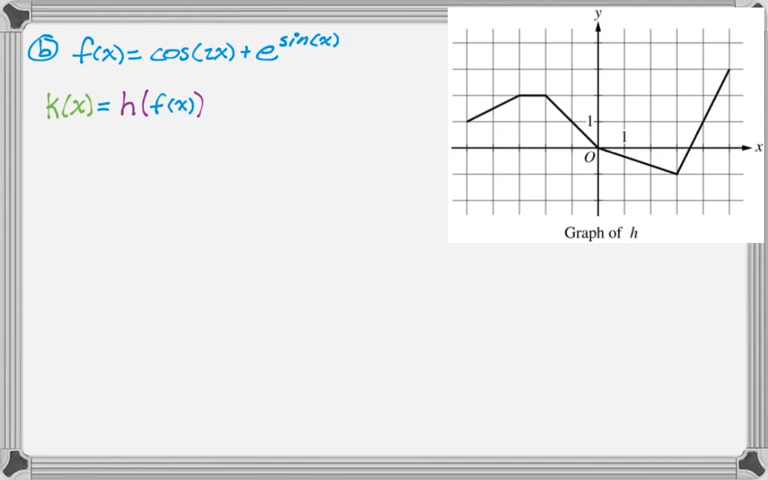 ⓑ f(x)= cos(2x)+e^sin(x)
k(x)= h(f(x))
y
1
1
O
x
Graph of h